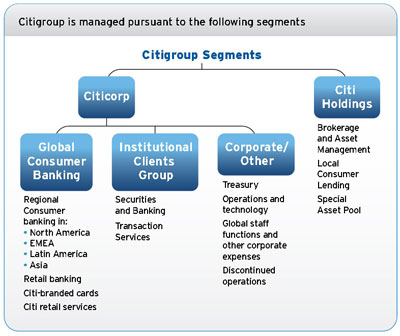 Citigroup is managed pursuant to the following segments
Citigroup Segments
Citicorp
Citi
Holdings
Global
Consumer
Banking
Regional
Consumer
banking in:
• North America
• EMEA
• Latin America
• Asia
Retail banking
Citi-branded cards
Citi retail services
Institutional
Clients
Group
Securities
and Banking
Transaction
Services
Corporate/
Other
Treasury
Operations and
technology
Global staff
functions and
other corporate
expenses
Discontinued
operations
Brokerage
and Asset
Management
Local
Consumer
Lending
Special
Asset Pool